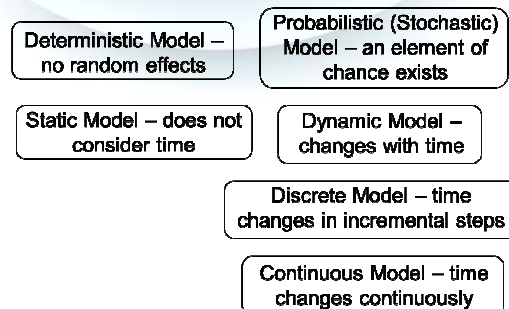 Deterministic Model –
no random effects
Probabilistic (Stochastic)
Model – an element of
chance exists
Static Model – does not
consider time
Dynamic Model –
changes with time
Discrete Model – time
changes in incremental steps
Continuous Model – time
changes continuously